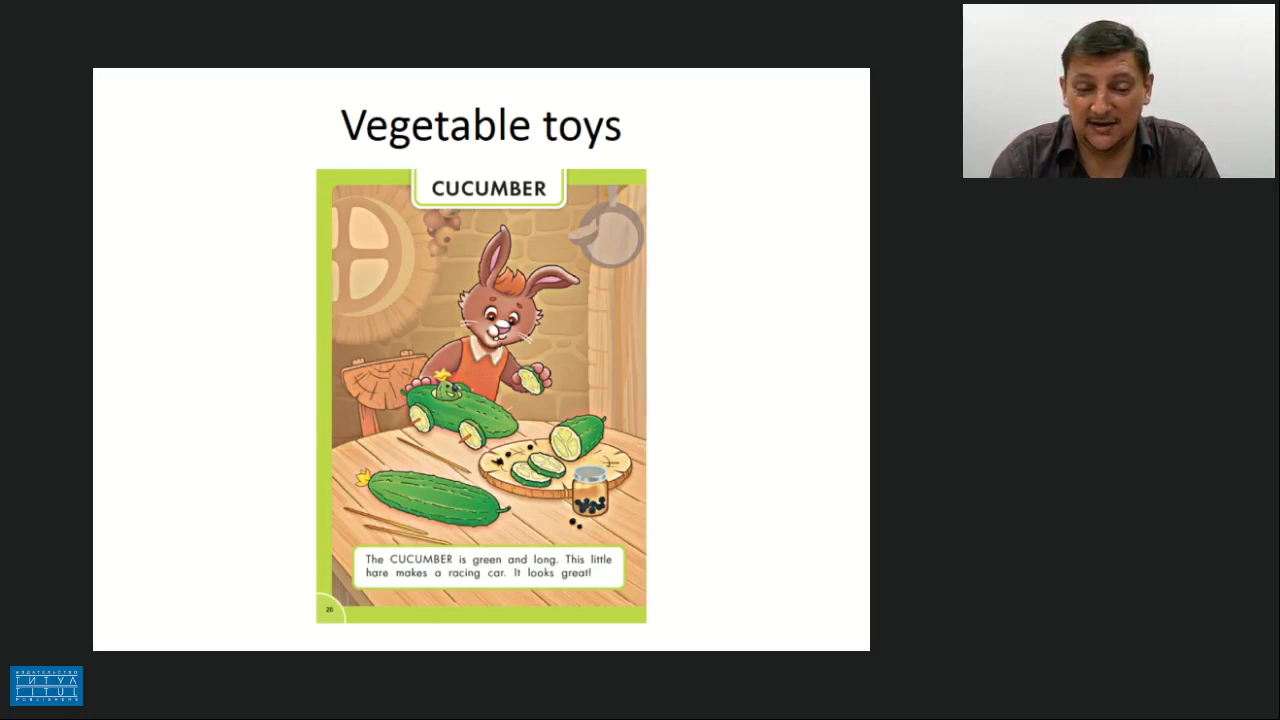 Vegetable toys
CUCUMBER
The CUCUMBER is green and long. This little
hare makes a racing car. It looks great!
26
ИЗДАТЕЛЬСТВО
ТИТУЛ
TITUL
PUBLISHERS